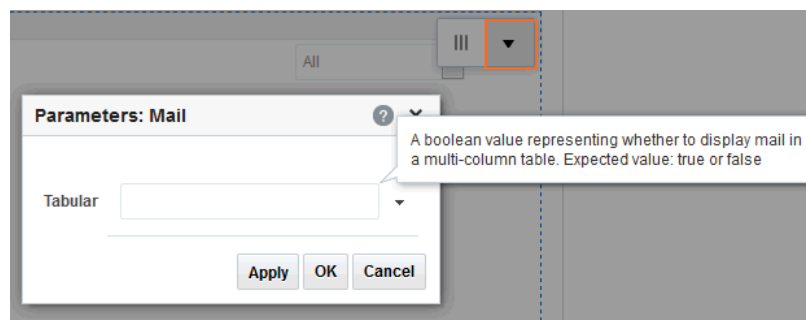 All
Parameters: Mail
?
A boolean value representing whether to display mail in
a multi-column table. Expected value: true or false
Tabular
Apply OK Cancel